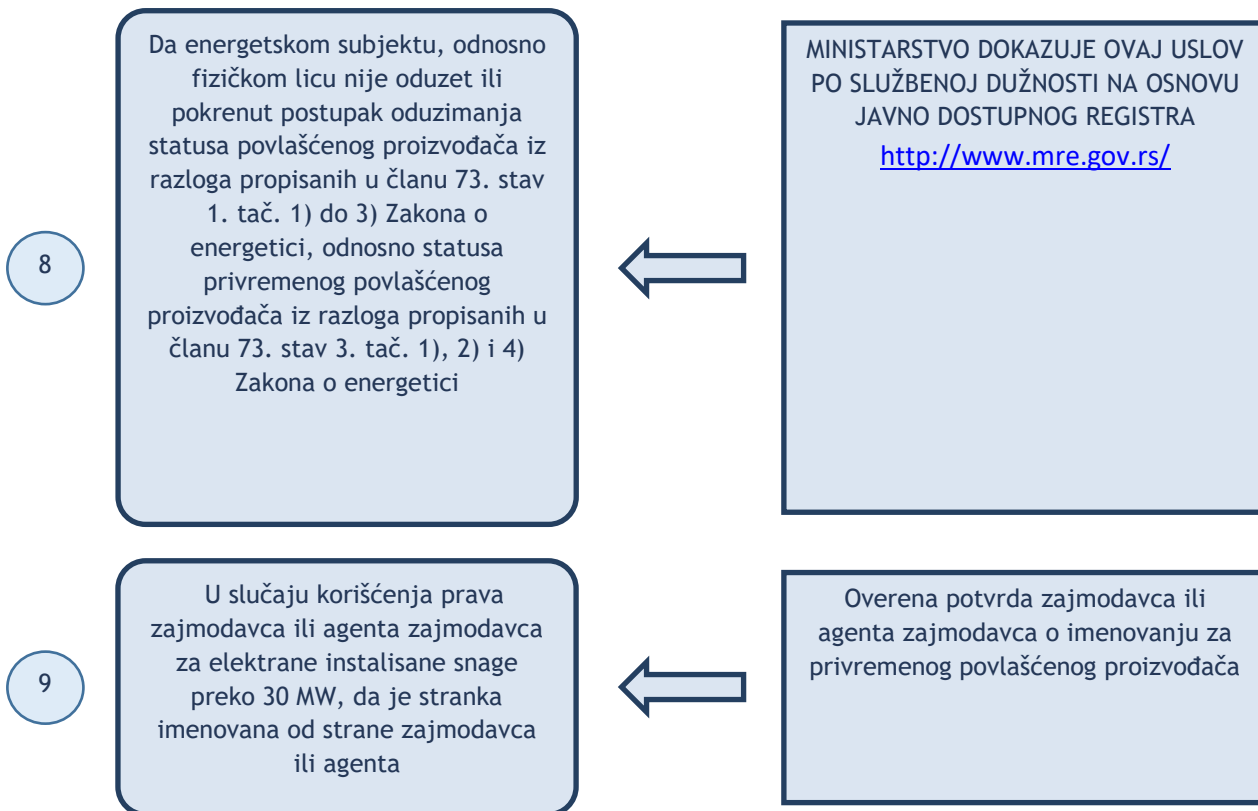 8
Da energetskom subjektu, odnosno
fizičkom licu nije oduzet ili
pokrenut postupak oduzimanja
statusa povlašćenog proizvođača iz
razloga propisanih u članu 73. stav
1. tač. 1) do 3) Zakona o
energetici, odnosno statusa
privremenog povlašćenog
proizvođača iz razloga propisanih u
članu 73. stav 3. tač. 1), 2) i 4)
Zakona o energetici
MINISTARSTVO DOKAZUJE OVAJ USLOV
PO SLUŽBENOJ DUŽNOSTI NA OSNOVU
JAVNO DOSTUPNOG REGISTRA
http://www.mre.gov.rs/
9
U slučaju korišćenja prava
zajmodavca ili agenta zajmodavca
za elektrane instalisane snage
preko 30 MW, da je stranka
imenovana od strane zajmodavca
ili agenta
Overena potvrda zajmodavca ili
agenta zajmodavca o imenovanju za
privremenog povlašćenog proizvođača